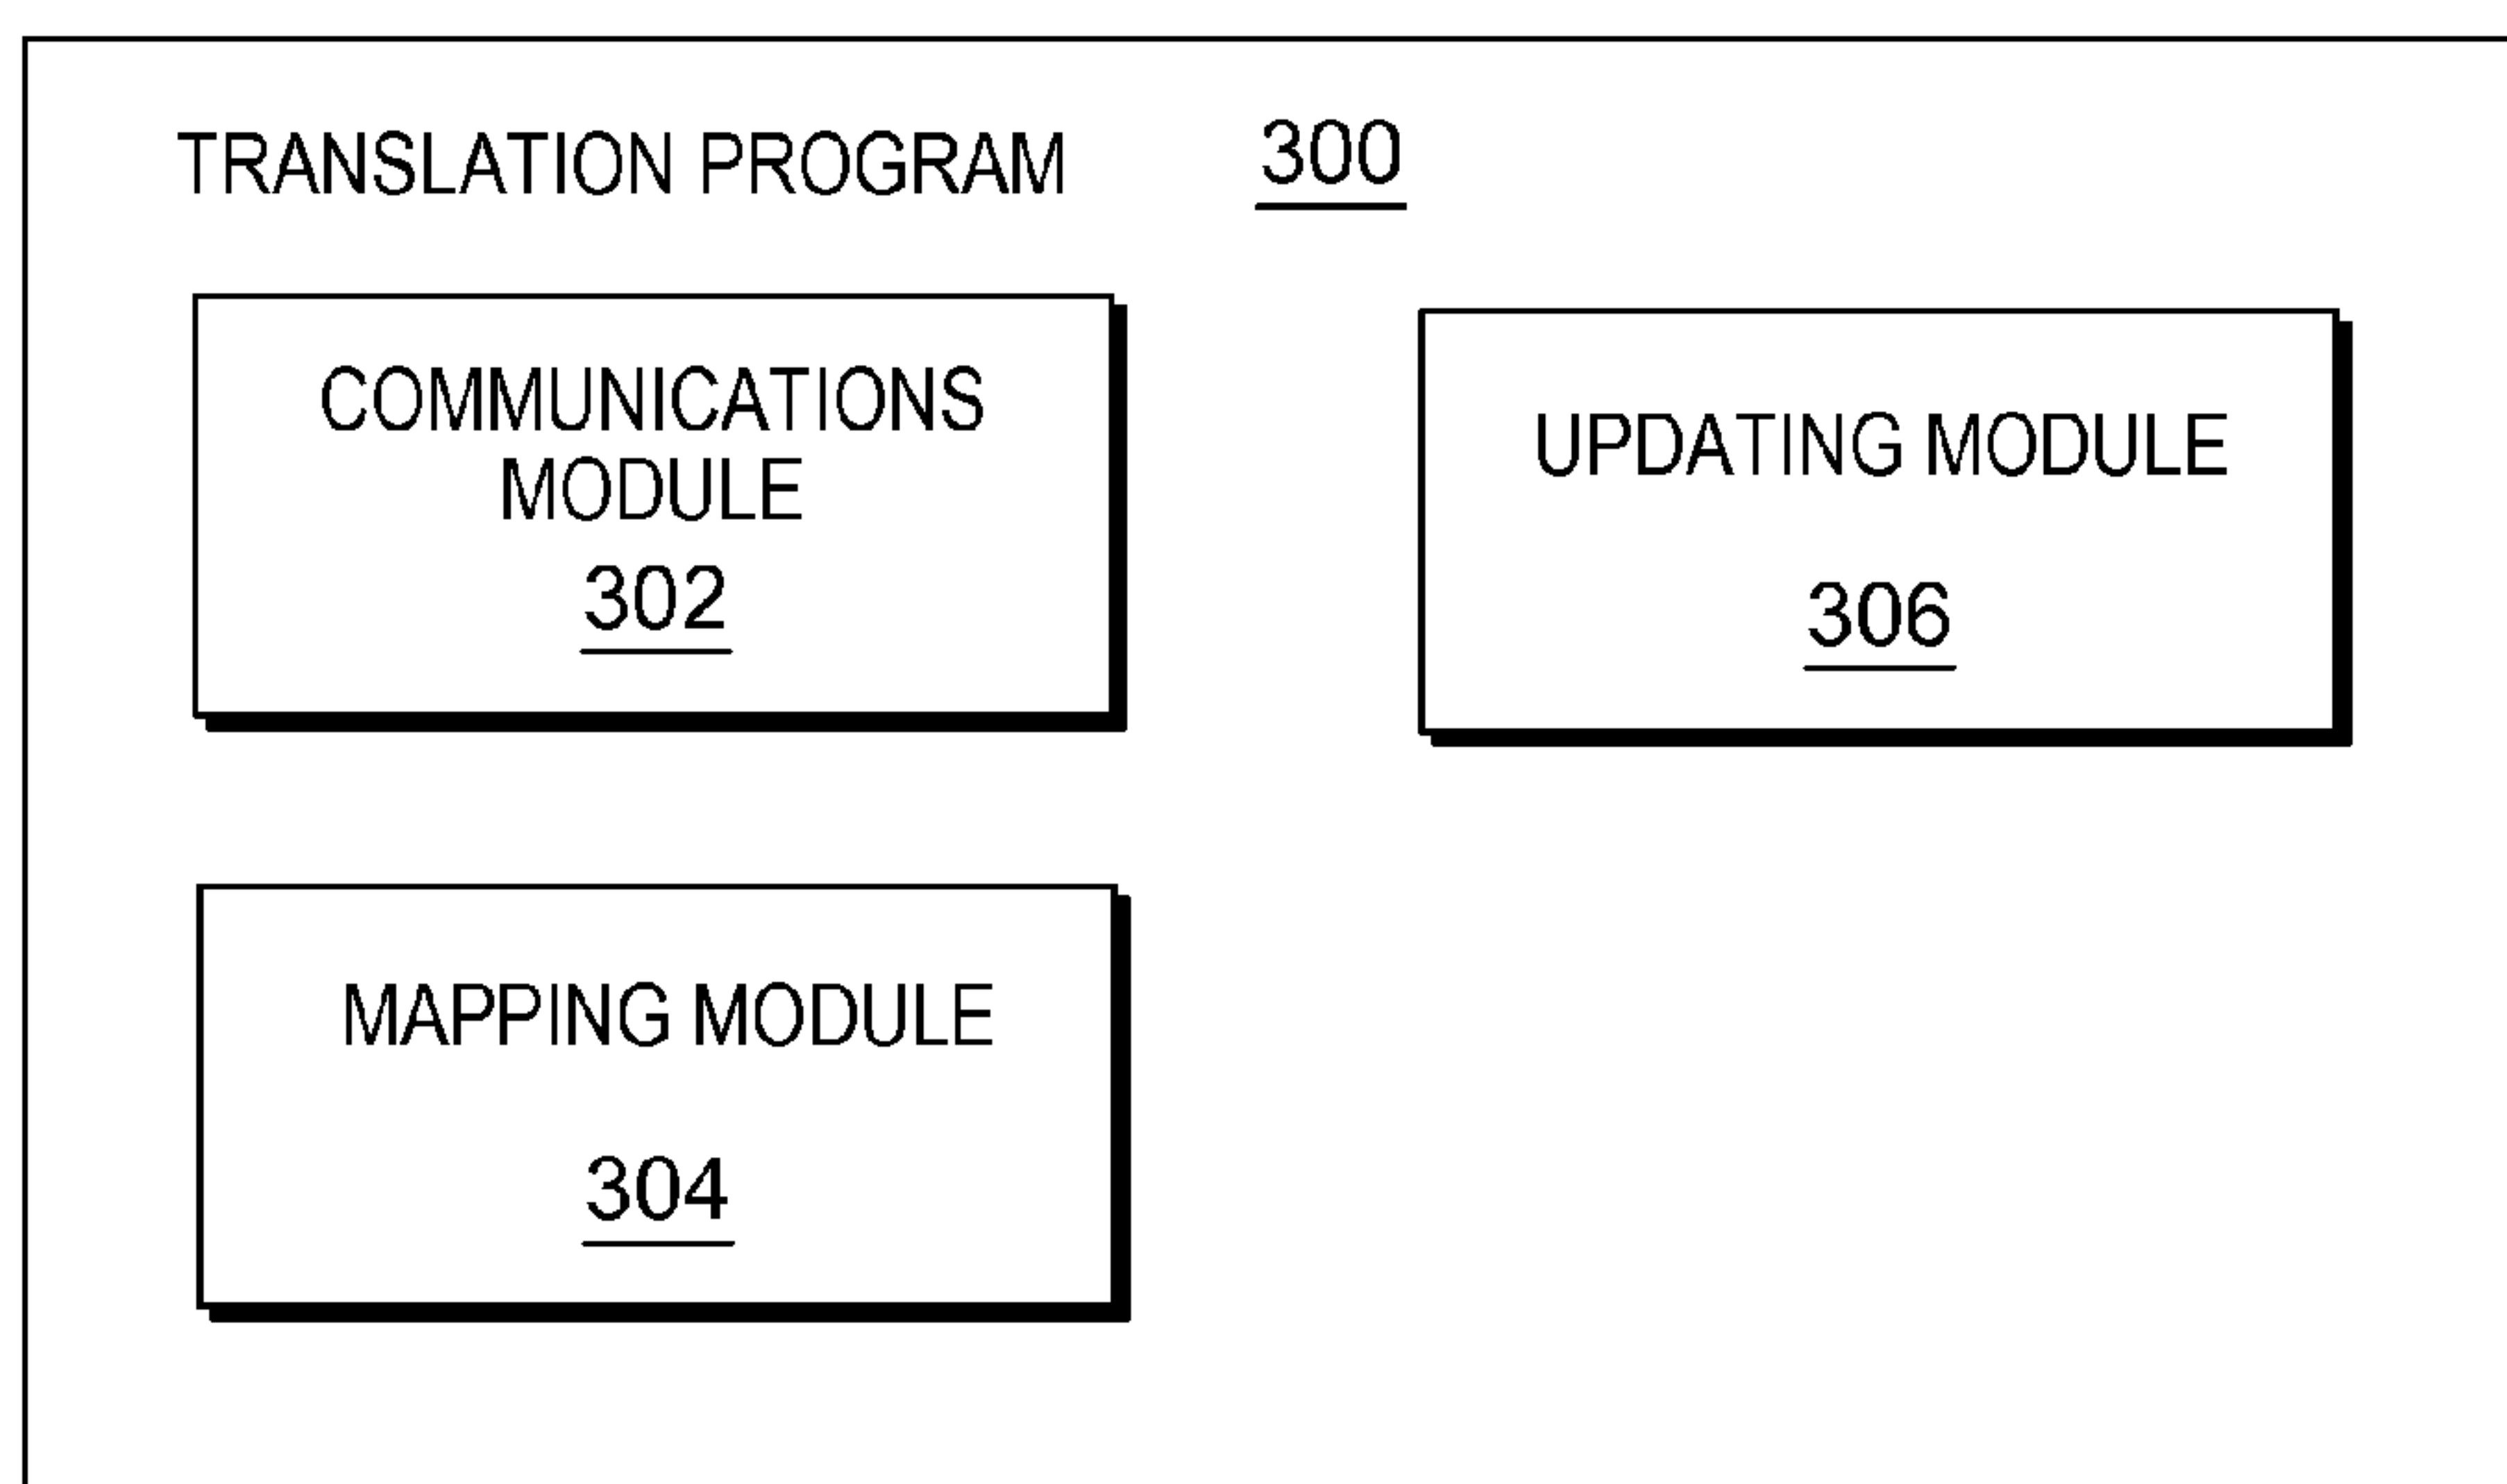 TRANSLATION PROGRAM 300
COMMUNICATIONS
MODULE
302
UPDATING MODULE
306
MAPPING MODULE
304